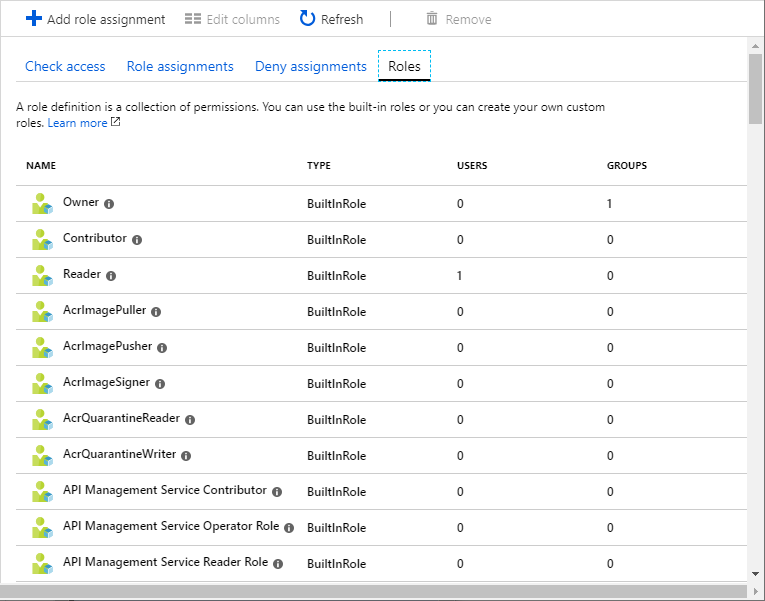 Add role assignment Edit columns Refresh Remove
Check access Role assignments Deny assignments Roles
A role definition is a collection of permissions. You can use the built-in roles or you can create your own custom
roles. Learn more
NAME TYPE USERS GROUPS
Owner BuiltInRole 0 1
Contributor BuiltInRole 0 0
Reader BuiltInRole 1 0
AcrImagePuller BuiltInRole 0 0
AcrImagePusher BuiltInRole 0 0
AcrImageSigner BuiltInRole 0 0
AcrQuarantineReader BuiltInRole 0 0
AcrQuarantineWriter BuiltInRole 0 0
API Management Service Contributor BuiltInRole 0 0
API Management Service Operator Role BuiltInRole 0 0
API Management Service Reader Role BuiltInRole 0 0